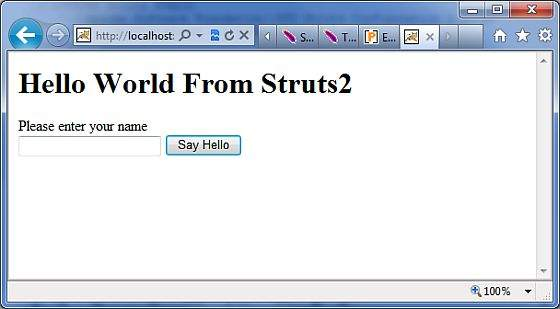 http://localhost:
S...
T...
E...
Hello World From Struts2
Please enter your name
Say Hello
100%